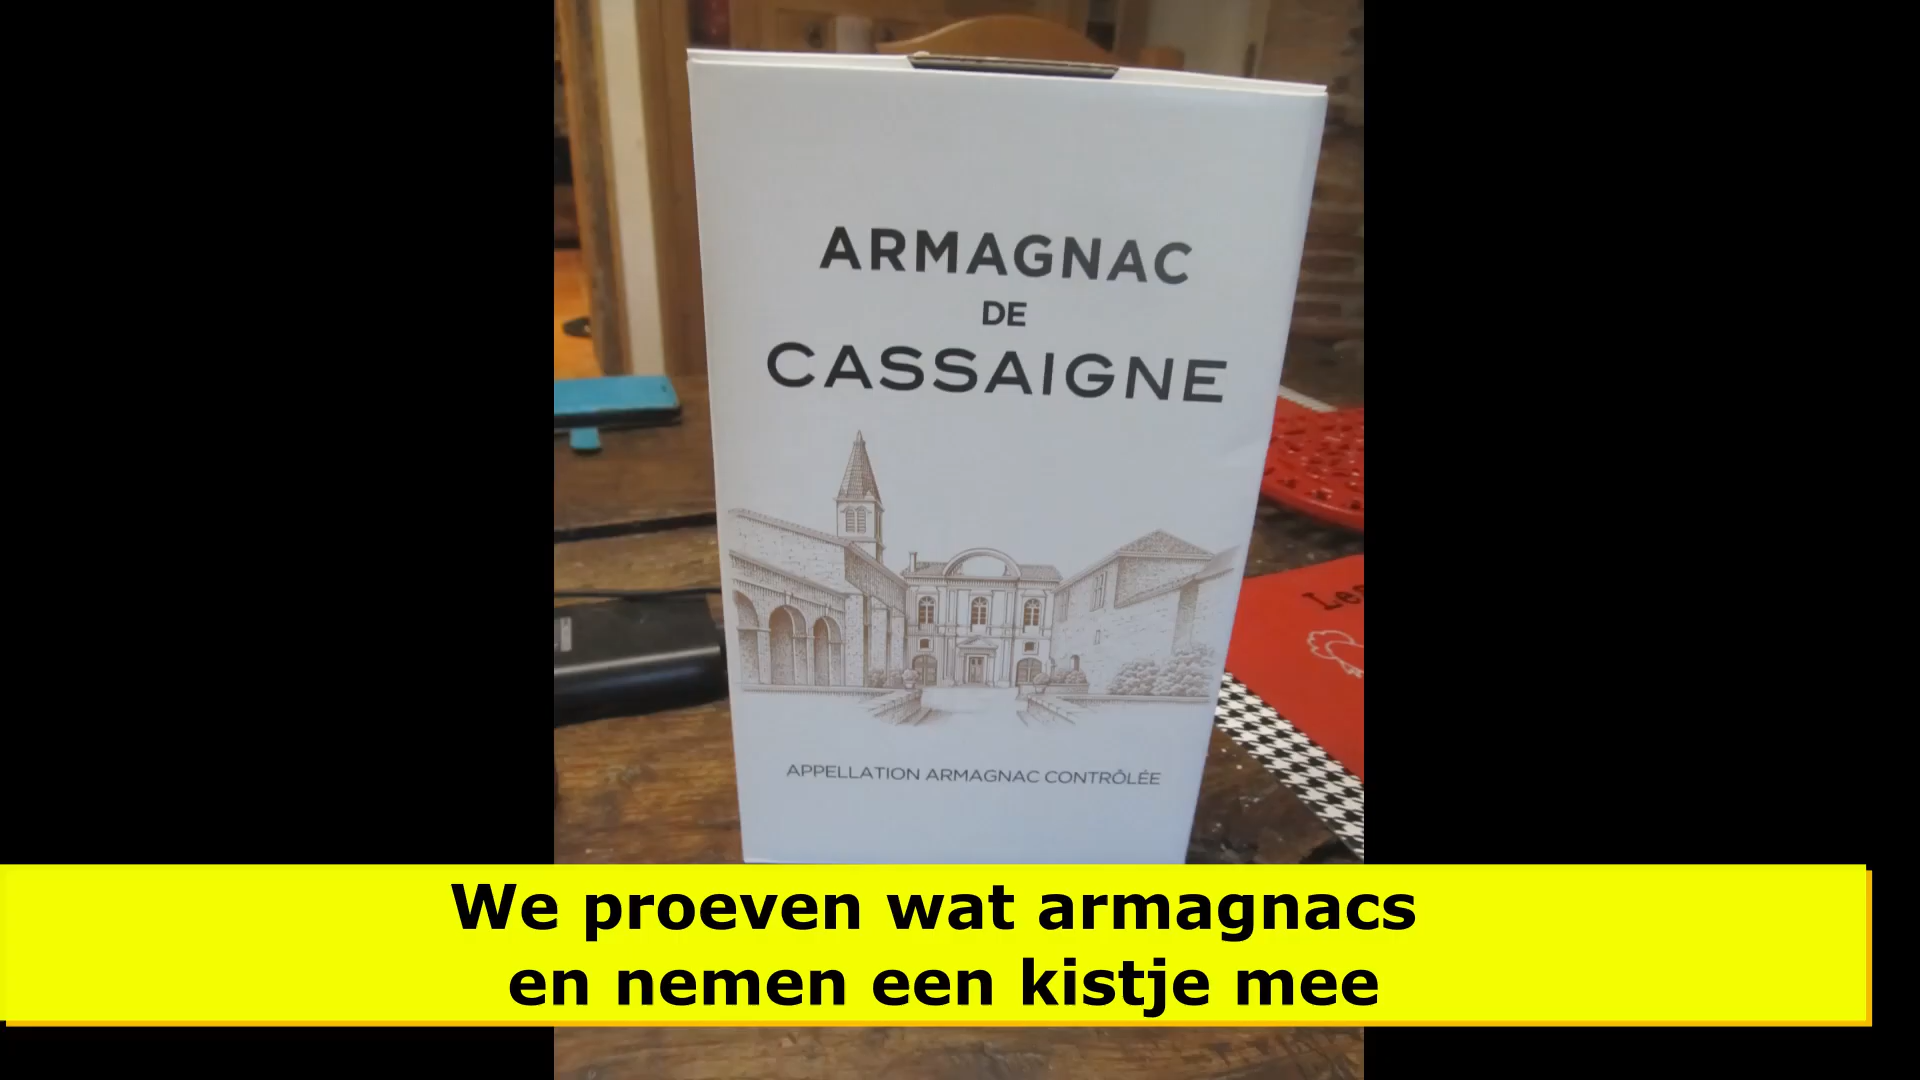 ARMAGNAC
DE
CASSAIGNE
APPELLATION ARMAGNAC CONTRÔLÉE
We proeven wat armagnacs
en nemen een kistje mee